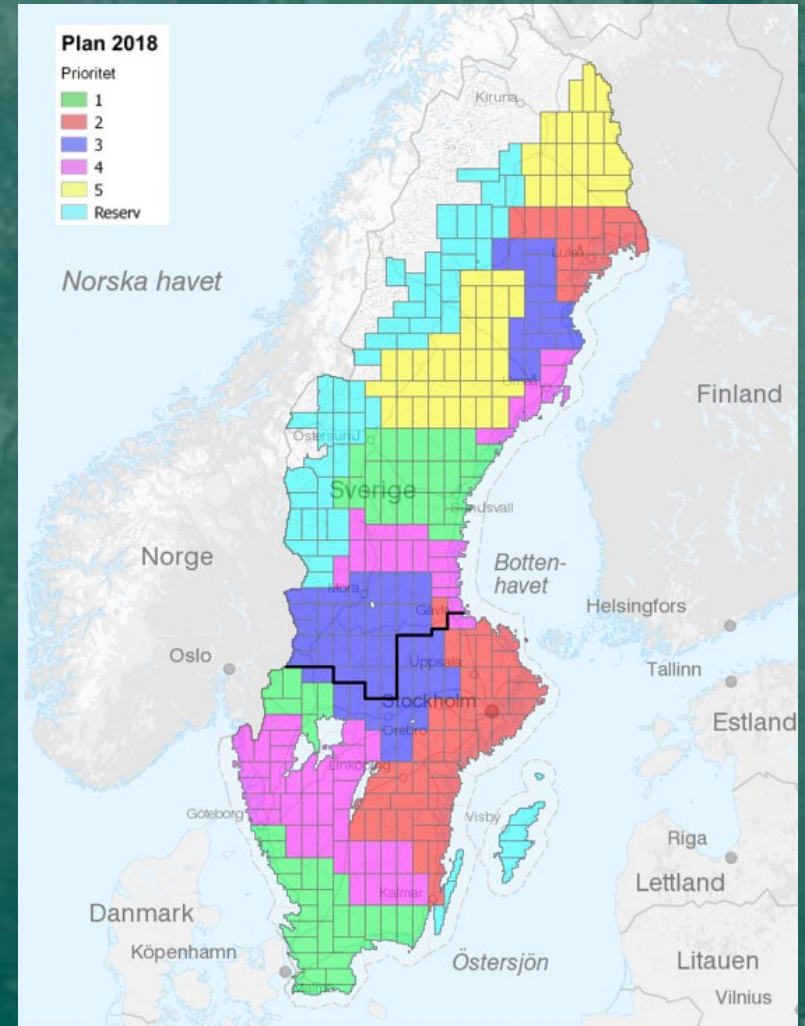 Plan 2018
Prioritet
1
2
3
4
5
Reserv
Kiruna
Norska havet
Luleå
Finland
Umeå
Östersund
Sverige
Sundsvall
Norge
Botten-
havet
Mora
Gävle
Helsingfors
Oslo
Uppsala
Tallinn
Stockholm
Estland
Örebro
Linköping
Göteborg
Visby
Riga
Lettland
Kalmar
Danmark
Köpenhamn
Östersjön
Litauen
Malmö
Vilnius